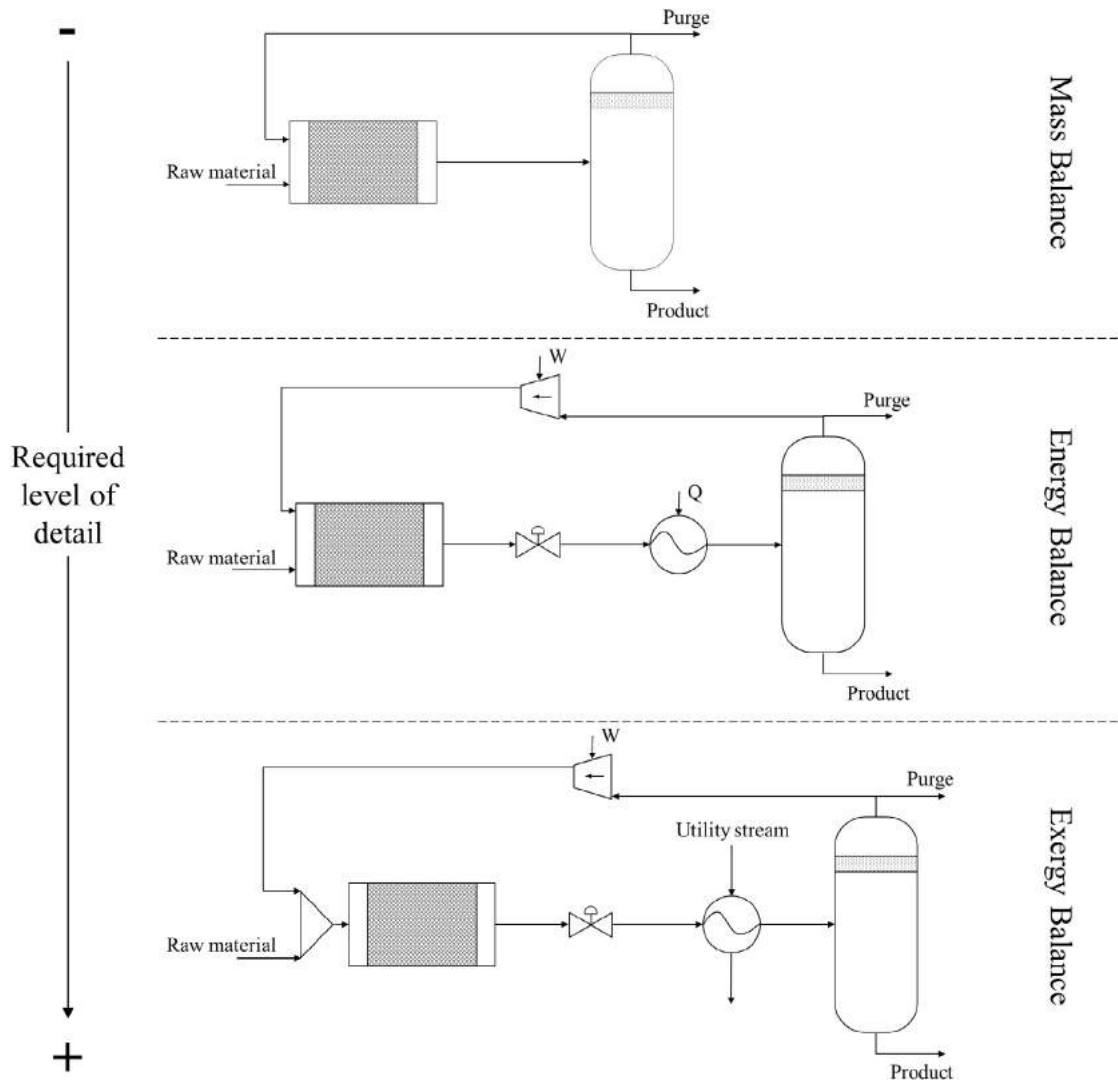 -
Required
level of
detail
+
Purge
Raw material
Product
Mass Balance
W
Purge
Q
Raw material
Product
Energy Balance
W
Purge
Utility stream
Raw material
Product
Exergy Balance